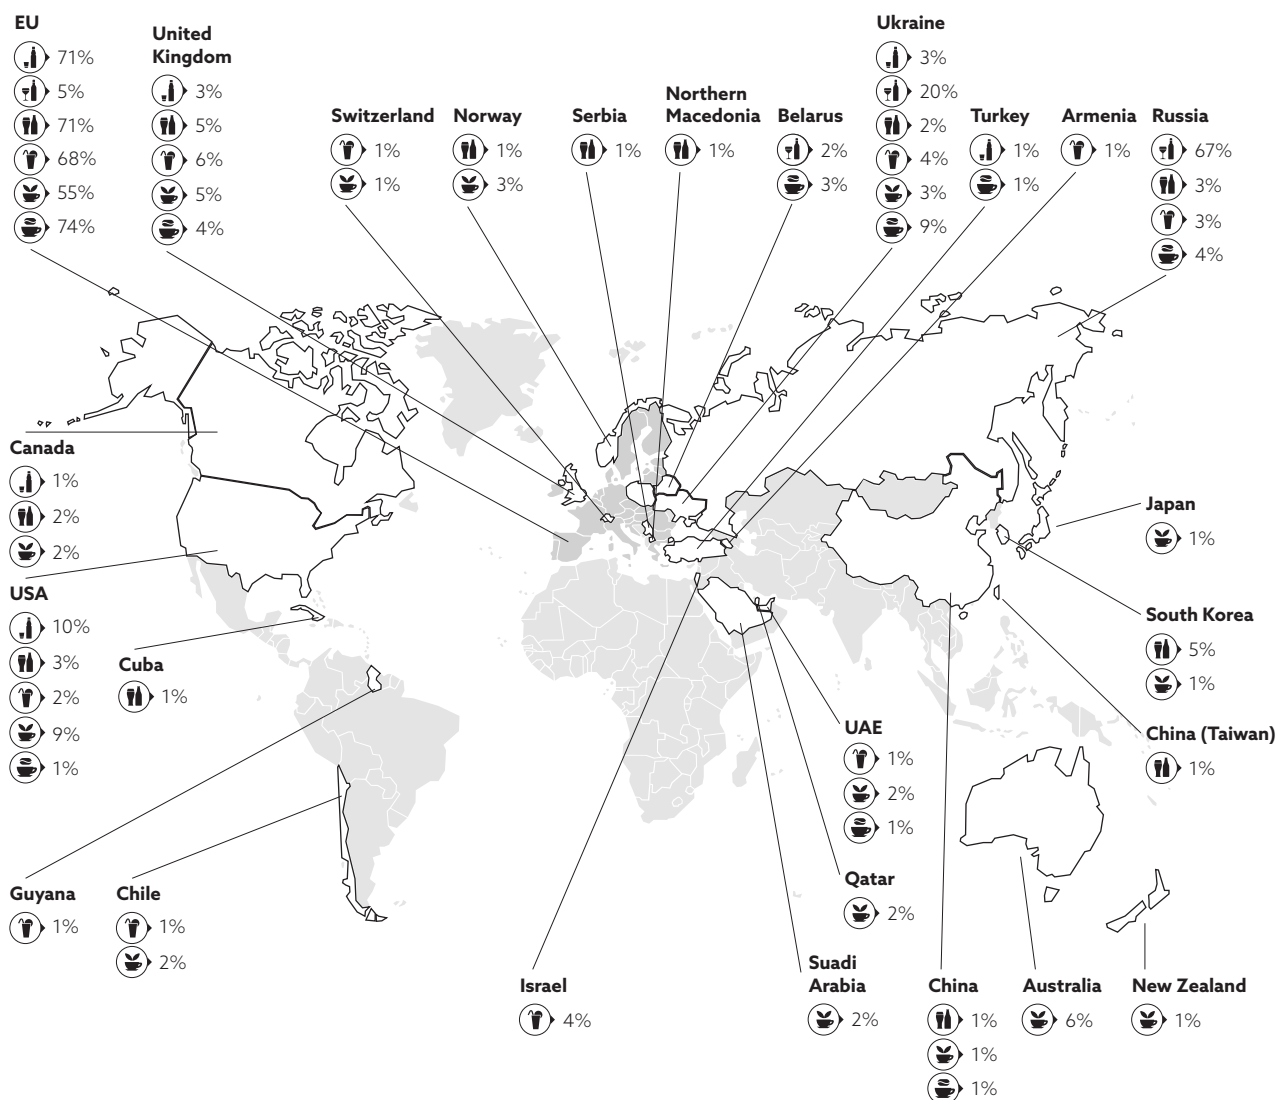 EU
71%
5%
71%
68%
55%
74%
United
Kingdom
3%
5%
6%
5%
4%
Switzerland
1%
1%
Norway
1%
3%
Serbia
1%
Northern
Macedonia
1%
Belarus
2%
3%
Ukraine
3%
20%
2%
4%
3%
9%
Turkey
1%
1%
Armenia
1%
Russia
67%
3%
3%
4%
Canada
1%
2%
2%
USA
10%
3%
2%
9%
1%
Cuba
1%
Japan
1%
South Korea
5%
1%
China (Taiwan)
1%
UAE
1%
2%
1%
Qatar
2%
Guyana
1%
Chile
1%
2%
Israel
4%
Suadi
Arabia
2%
China
1%
1%
1%
Australia
6%
New Zealand
1%